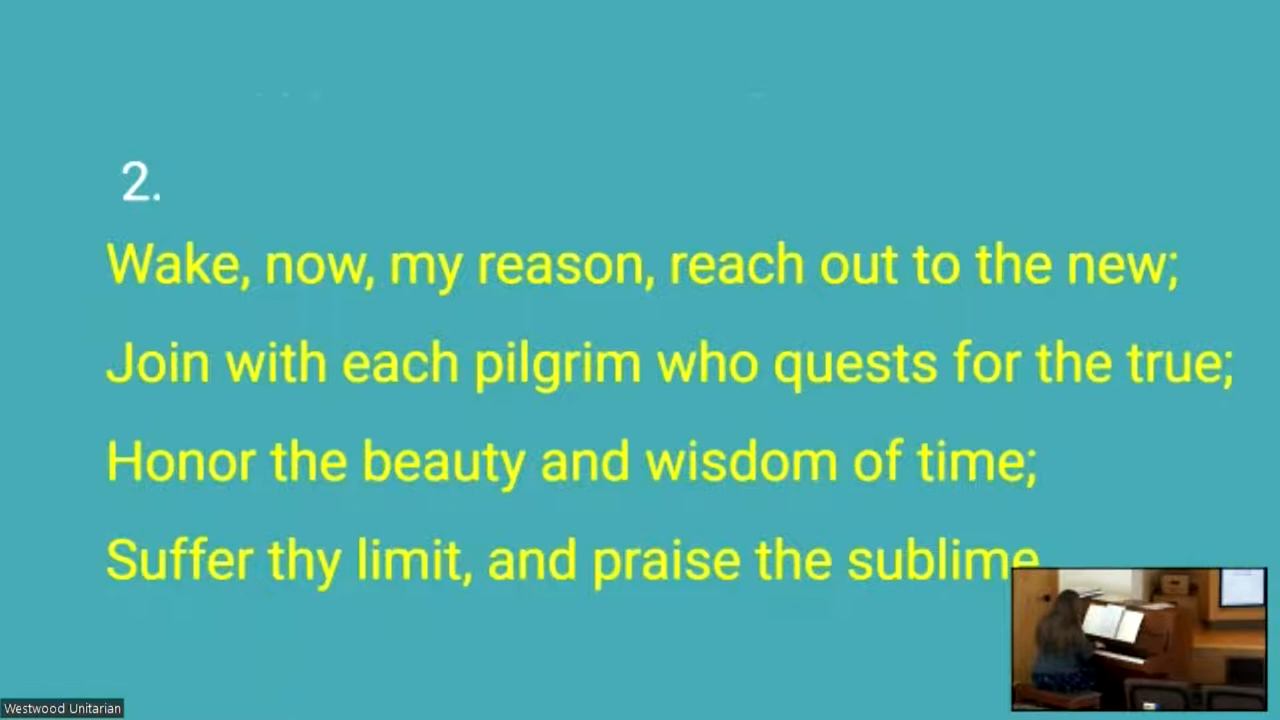 2.
Wake, now, my reason, reach out to the new;
Join with each pilgrim who quests for the true;
Honor the beauty and wisdom of time;
Suffer thy limit, and praise the sublime
Westwood Unitarian